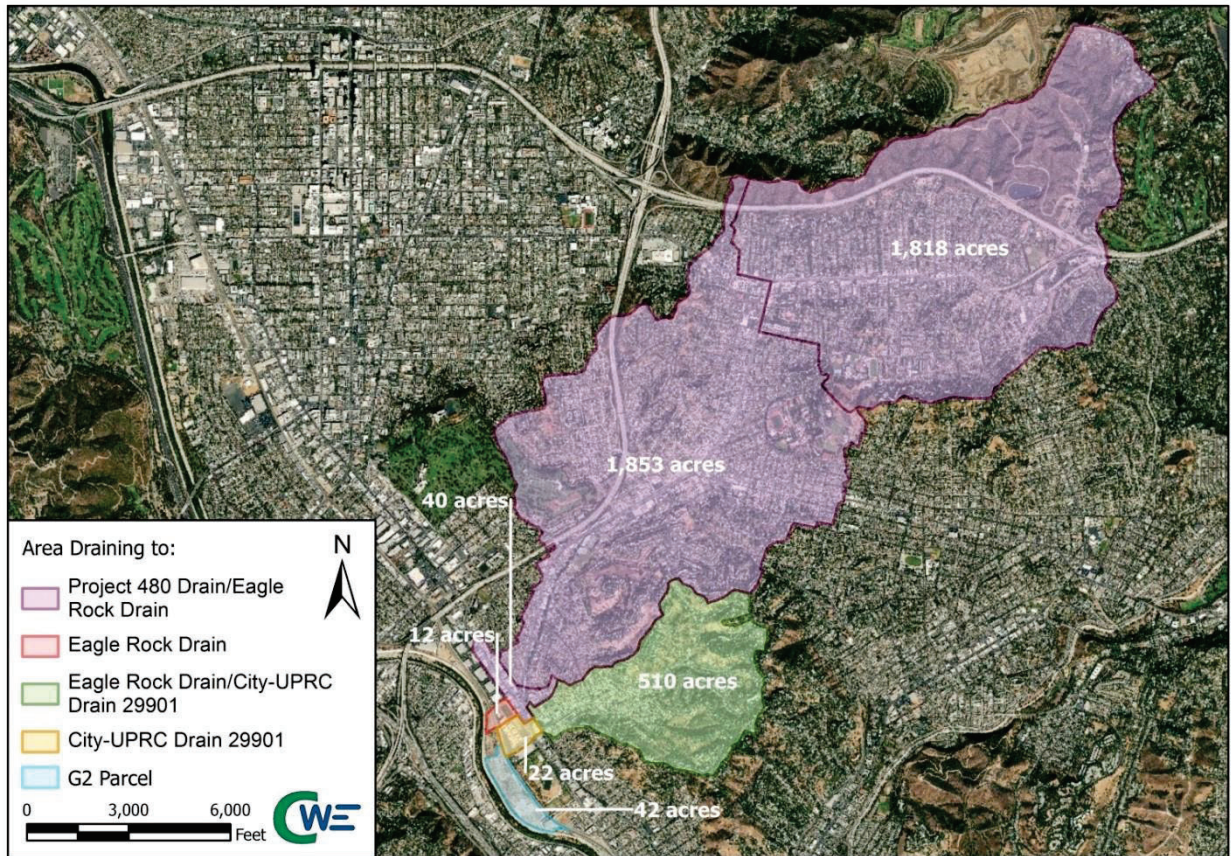 1,818 acres
1,853 acres
40 acres
12 acres
510 acres
22 acres
42 acres
Area Draining to:
N
Project 480 Drain/Eagle
Rock Drain
Eagle Rock Drain
Eagle Rock Drain/City-UPRC
Drain 29901
City-UPRC Drain 29901
G2 Parcel
0 3,000 6,000
Feet
CWE